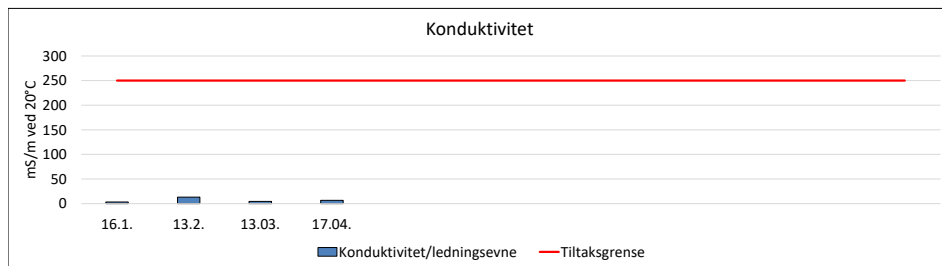 Konduktivitet
mS/m ved 20°C
300
250
200
150
100
50
0
16.1. 13.2. 13.03. 17.04.
Konduktivitet/ledningsevne Tiltaksgrense